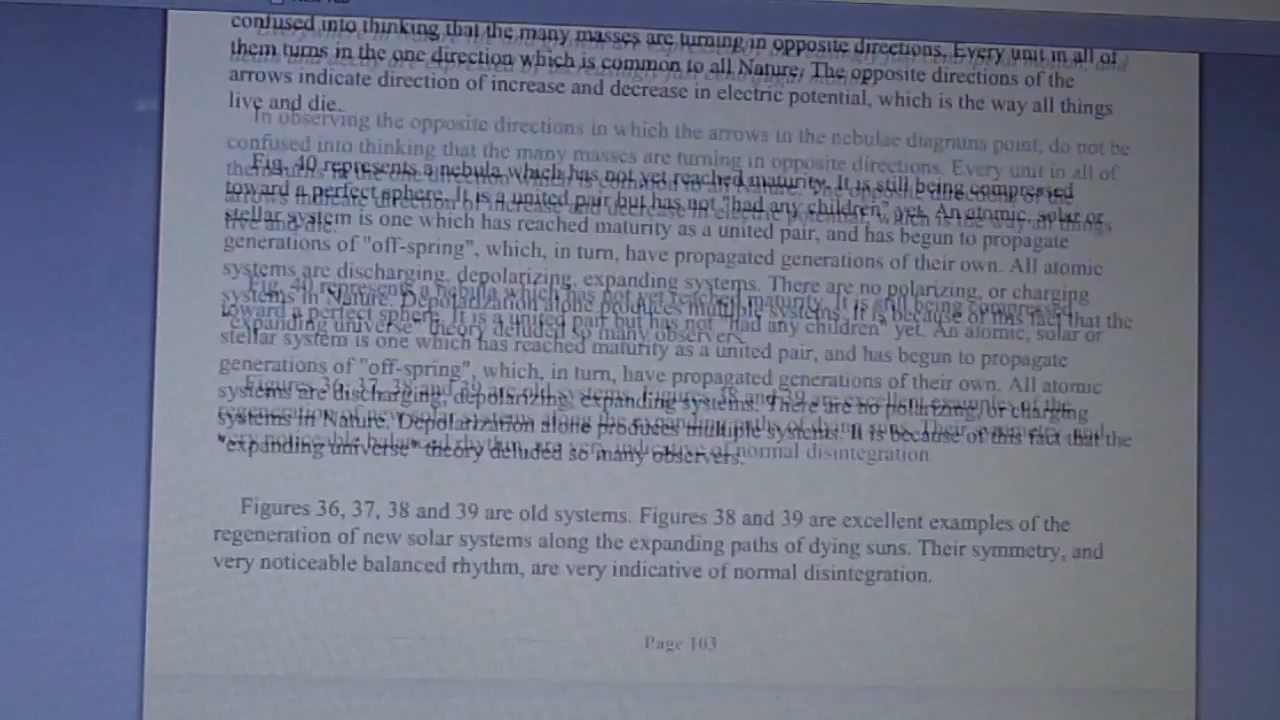 confused into thinking that the many masses are turning in opposite directions. Every unit in all of
them turns in the one direction which is common to all Nature. The opposite directions of the
arrows indicate direction of increase and decrease in electric potential, which is the way all things
live and die.
In observing the opposite directions in which the arrows in the nebulae diagrams point, do not be
confused into thinking that the many masses are turning in opposite directions. Every unit in all of
Fig. 40 represents a nebula which has not yet reached maturity. It is still being compressed
toward a perfect sphere. It is a united pair but has not "had any children" yet. An atomic, solar or
stellar system is one which has reached maturity as a united pair, and has begun to propagate
generations of "off-spring", which, in turn, have propagated generations of their own. All atomic
systems are discharging, depolarizing, expanding systems. There are no polarizing, or charging
systems in Nature. Depolarization alone produces multiple systems. It is because of this fact that the
"expanding universe" theory deluded so many observers.
stellar system is one which has reached maturity as a united pair, and has begun to propagate
generations of "off-spring", which, in turn, have propagated generations of their own. All atomic
systems are discharging, depolarizing, expanding systems. There are no polarizing, or charging
systems in Nature. Depolarization alone produces multiple systems. It is because of this fact that the
"expanding universe" theory deluded so many observers.
normal disintegration.
Figures 36, 37, 38 and 39 are old systems. Figures 38 and 39 are excellent examples of the
regeneration of new solar systems along the expanding paths of dying suns. Their symmetry, and
very noticeable balanced rhythm, are very indicative of normal disintegration.
Page 103